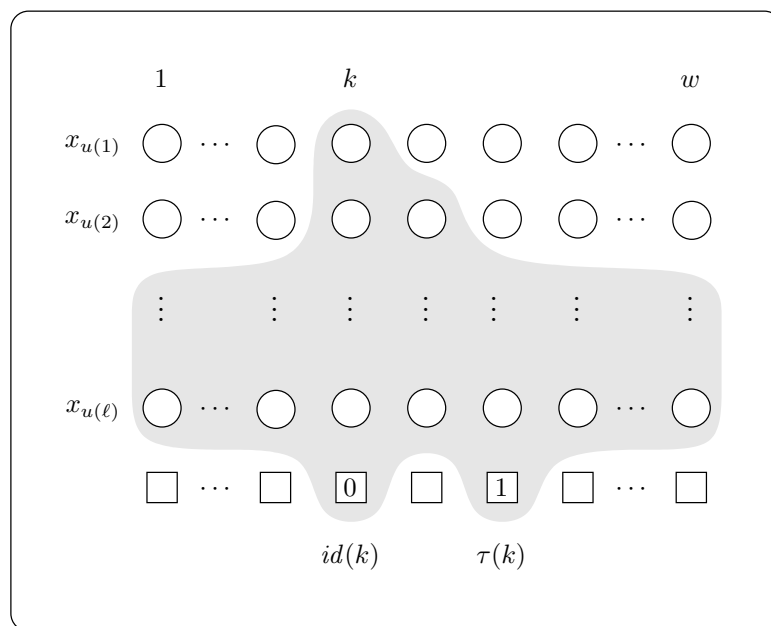 1 k w
x_{u(1)} ⋯ ⋯
x_{u(2)} ⋯ ⋯
⋮ ⋮ ⋮ ⋮ ⋮ ⋮ ⋮
x_{u(ℓ)} ⋯ ⋯
⋯ 0 1 ⋯
id(k) τ(k)